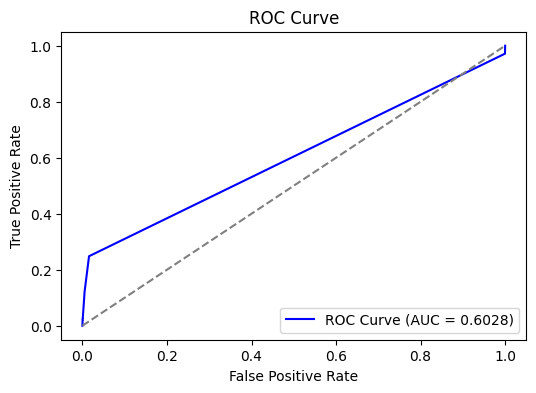 ROC Curve
True Positive Rate
1.0
0.8
0.6
0.4
0.2
0.0
ROC Curve (AUC = 0.6028)
0.0 0.2 0.4 0.6 0.8 1.0
False Positive Rate